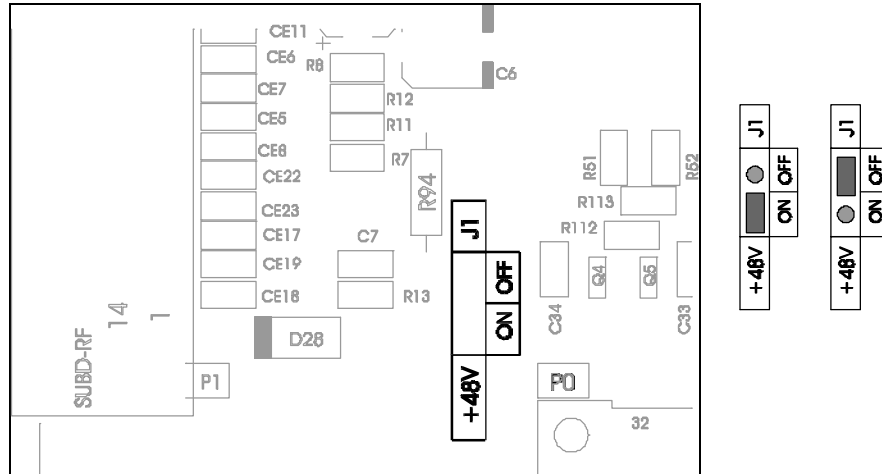 CE11
CE6
R8
C6
CE7
R12
CE5
R11
CE8
R7
R51
R52
CE22
R94
CE23
R113
CE17
C7
R112
J1
CE19
OFF
Q4
Q5
CE18
R13
ON
C34
C33
14
1
D28
SUBD-RF
P1
+48V
P0
32
J1
OFF
ON
+48V
J1
OFF
ON
+48V